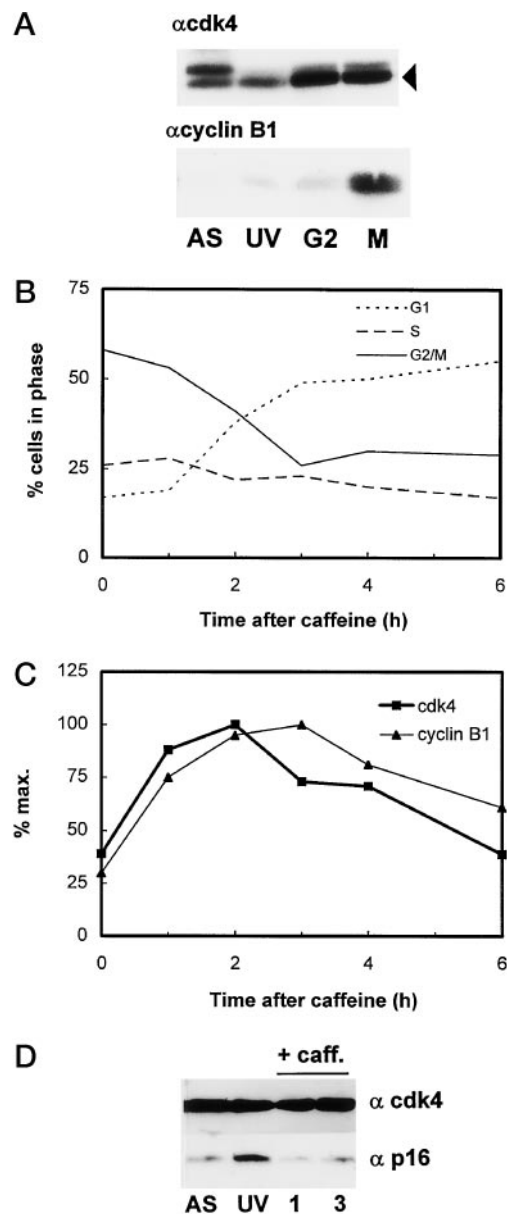 A
αcdk4
αcyclin B1
AS UV G2 M
B
75
50
25
0
% cells in phase
G1
S
G2/M
0 2 4 6
Time after caffeine (h)
C
125
100
75
50
25
0
% max.
cdk4
cyclin B1
0 2 4 6
Time after caffeine (h)
D
+ caff.
α cdk4
α p16
AS UV 1 3